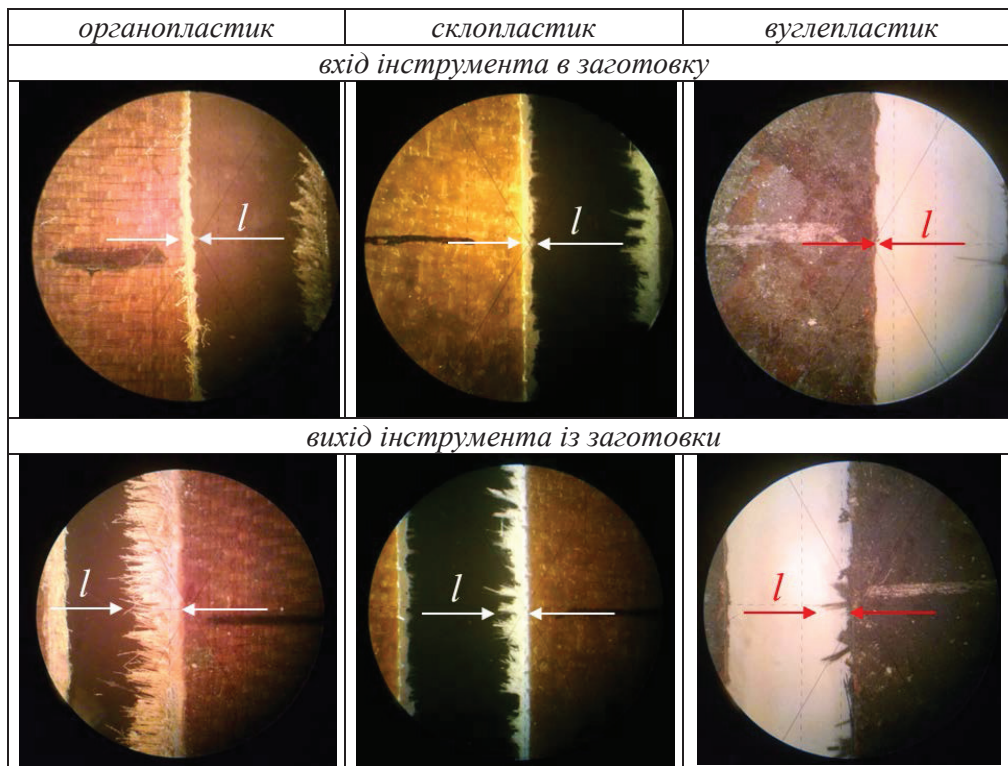 органопластик склопластик вуглепластик
вхід інструмента в заготовку
l l l
вихід інструмента із заготовки
l l l